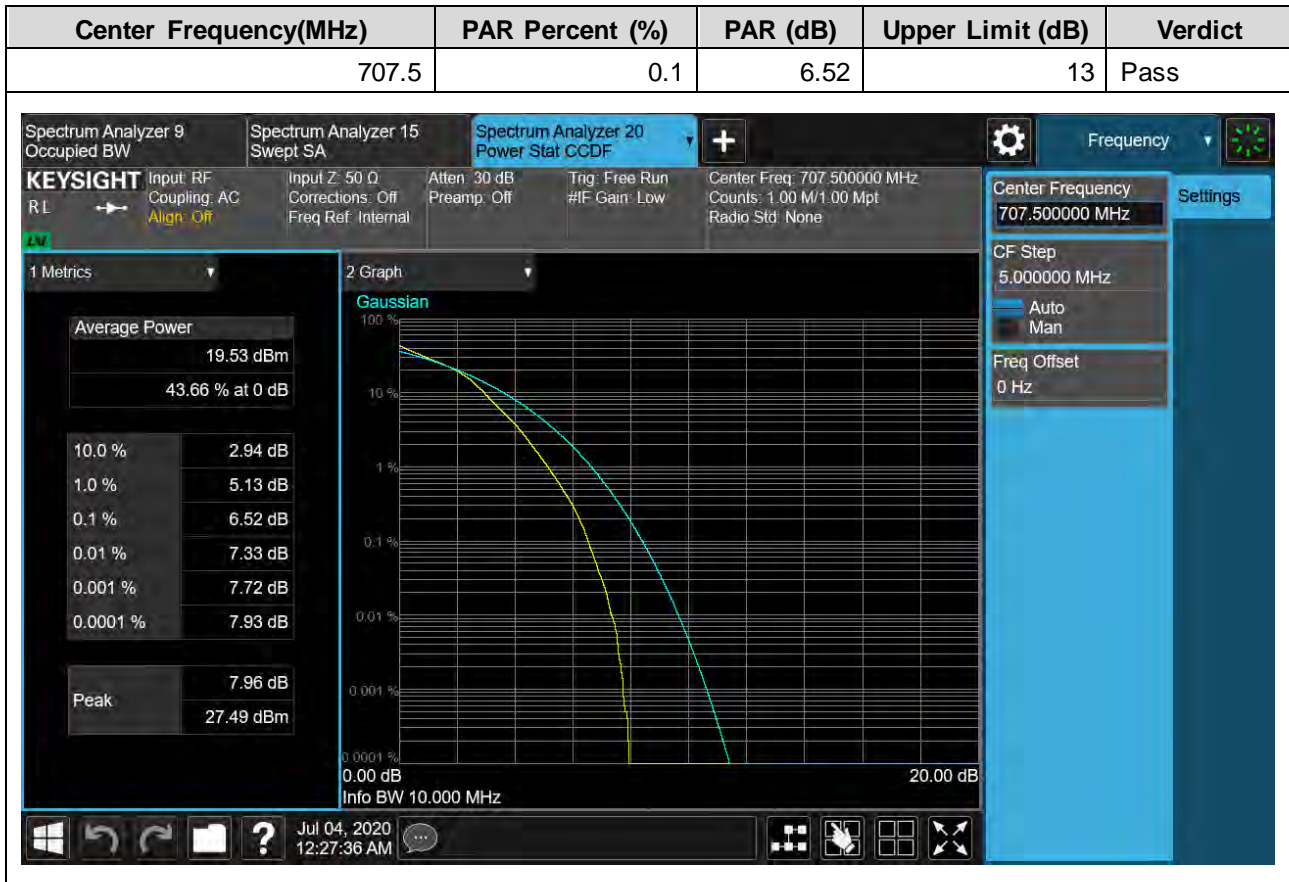 Center Frequency(MHz) PAR Percent (%) PAR (dB) Upper Limit (dB) Verdict
707.5 0.1 6.52 13 Pass
Spectrum Analyzer 9
Occupied BW
Spectrum Analyzer 15
Swept SA
Spectrum Analyzer 20
Power Stat CCDF
Frequency
KEYSIGHT
RL
Input: RF
Coupling: AC
Align: Off
Input Z: 50 Ω
Corrections: Off
Freq Ref: Internal
Atten: 30 dB
Preamp: Off
Trig: Free Run
#IF Gain: Low
Center Freq: 707.500000 MHz
Counts: 1.00 M/1.00 Mpt
Radio Std: None
Center Frequency
707.500000 MHz
Settings
CF Step
5.000000 MHz
Auto
Man
Freq Offset
0 Hz
1 Metrics
Average Power
19.53 dBm
43.66 % at 0 dB
10.0 % 2.94 dB
1.0 % 5.13 dB
0.1 % 6.52 dB
0.01 % 7.33 dB
0.001 % 7.72 dB
0.0001 % 7.93 dB
Peak
7.96 dB
27.49 dBm
2 Graph
Gaussian
100 %
10 %
1 %
0.1 %
0.01 %
0.001 %
0.0001 %
0.00 dB 20.00 dB
Info BW 10.000 MHz
?
Jul 04, 2020
12:27:36 AM